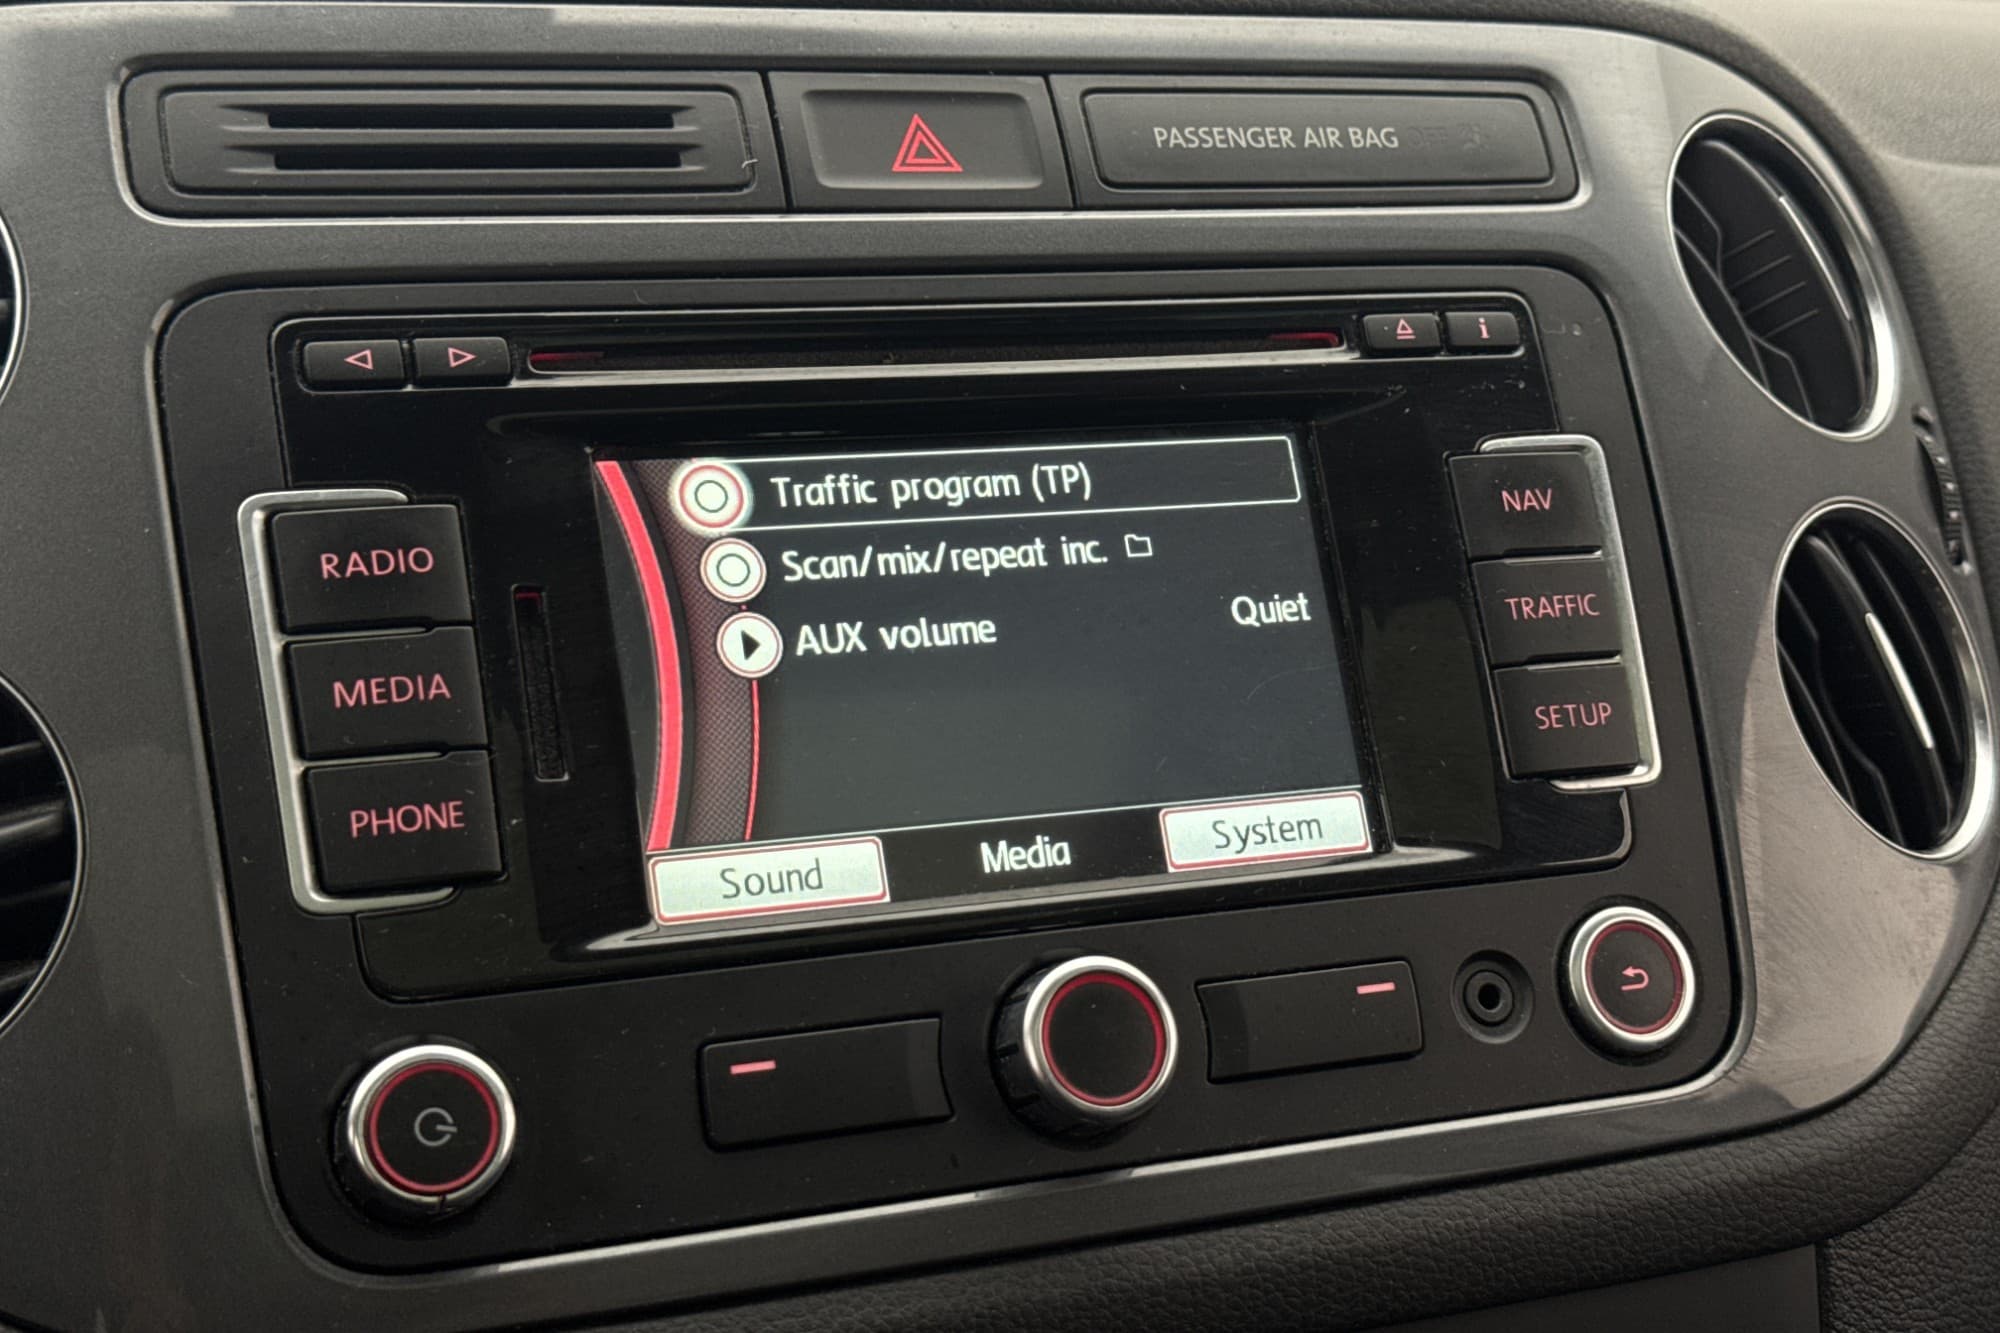 PASSENGER AIR BAG OFF
i
RADIO
MEDIA
PHONE
Traffic program (TP)
Scan/mix/repeat inc.
AUX volume Quiet
Sound Media System
NAV
TRAFFIC
SETUP